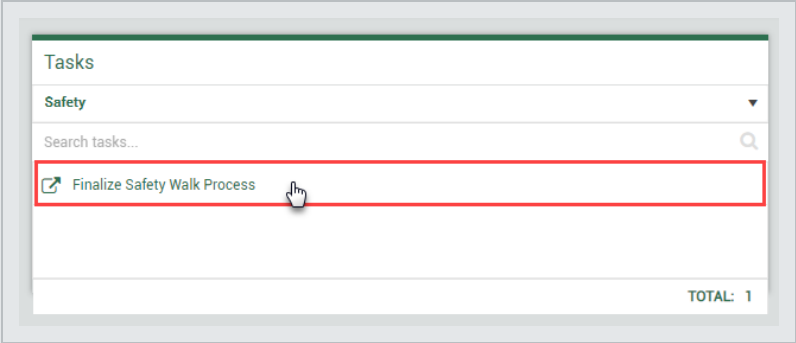 Tasks
Safety
Search tasks...
Finalize Safety Walk Process
TOTAL: 1